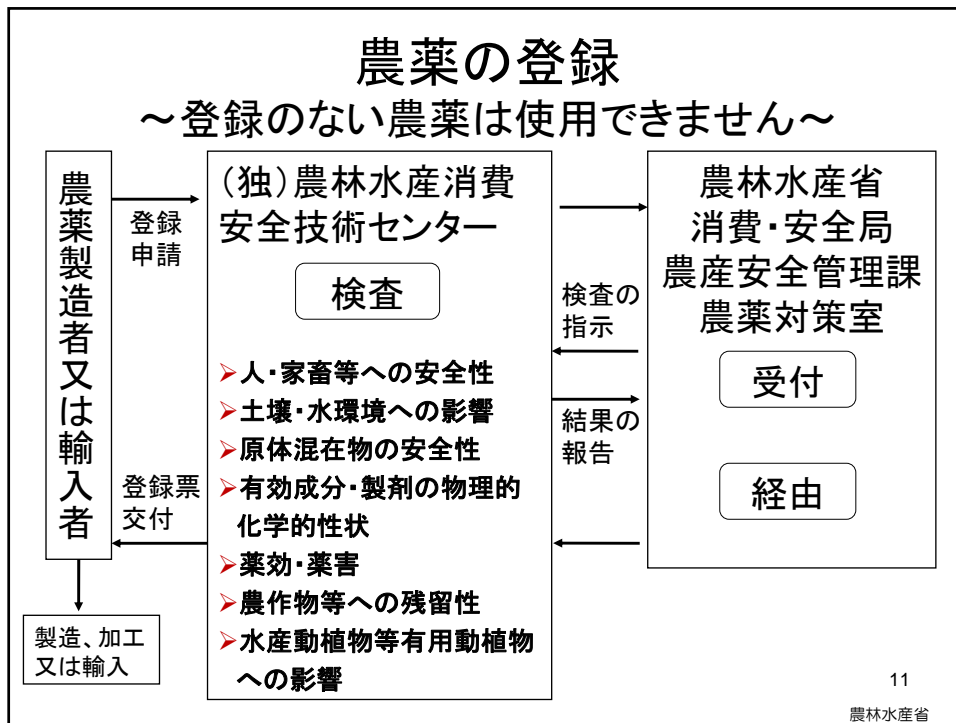 農薬の登録
～登録のない農薬は使用できません～
農薬製造者又は輸入者
登録
申請
登録票
交付
製造、加工
又は輸入
（独）農林水産消費
安全技術センター
検査
➢人・家畜等への安全性
➢土壌・水環境への影響
➢原体混在物の安全性
➢有効成分・製剤の物理的
化学的性状
➢薬効・薬害
➢農作物等への残留性
➢水産動植物等有用動植物
への影響
検査の
指示
結果の
報告
農林水産省
消費・安全局
農産安全管理課
農薬対策室
受付
経由
11
農林水産省